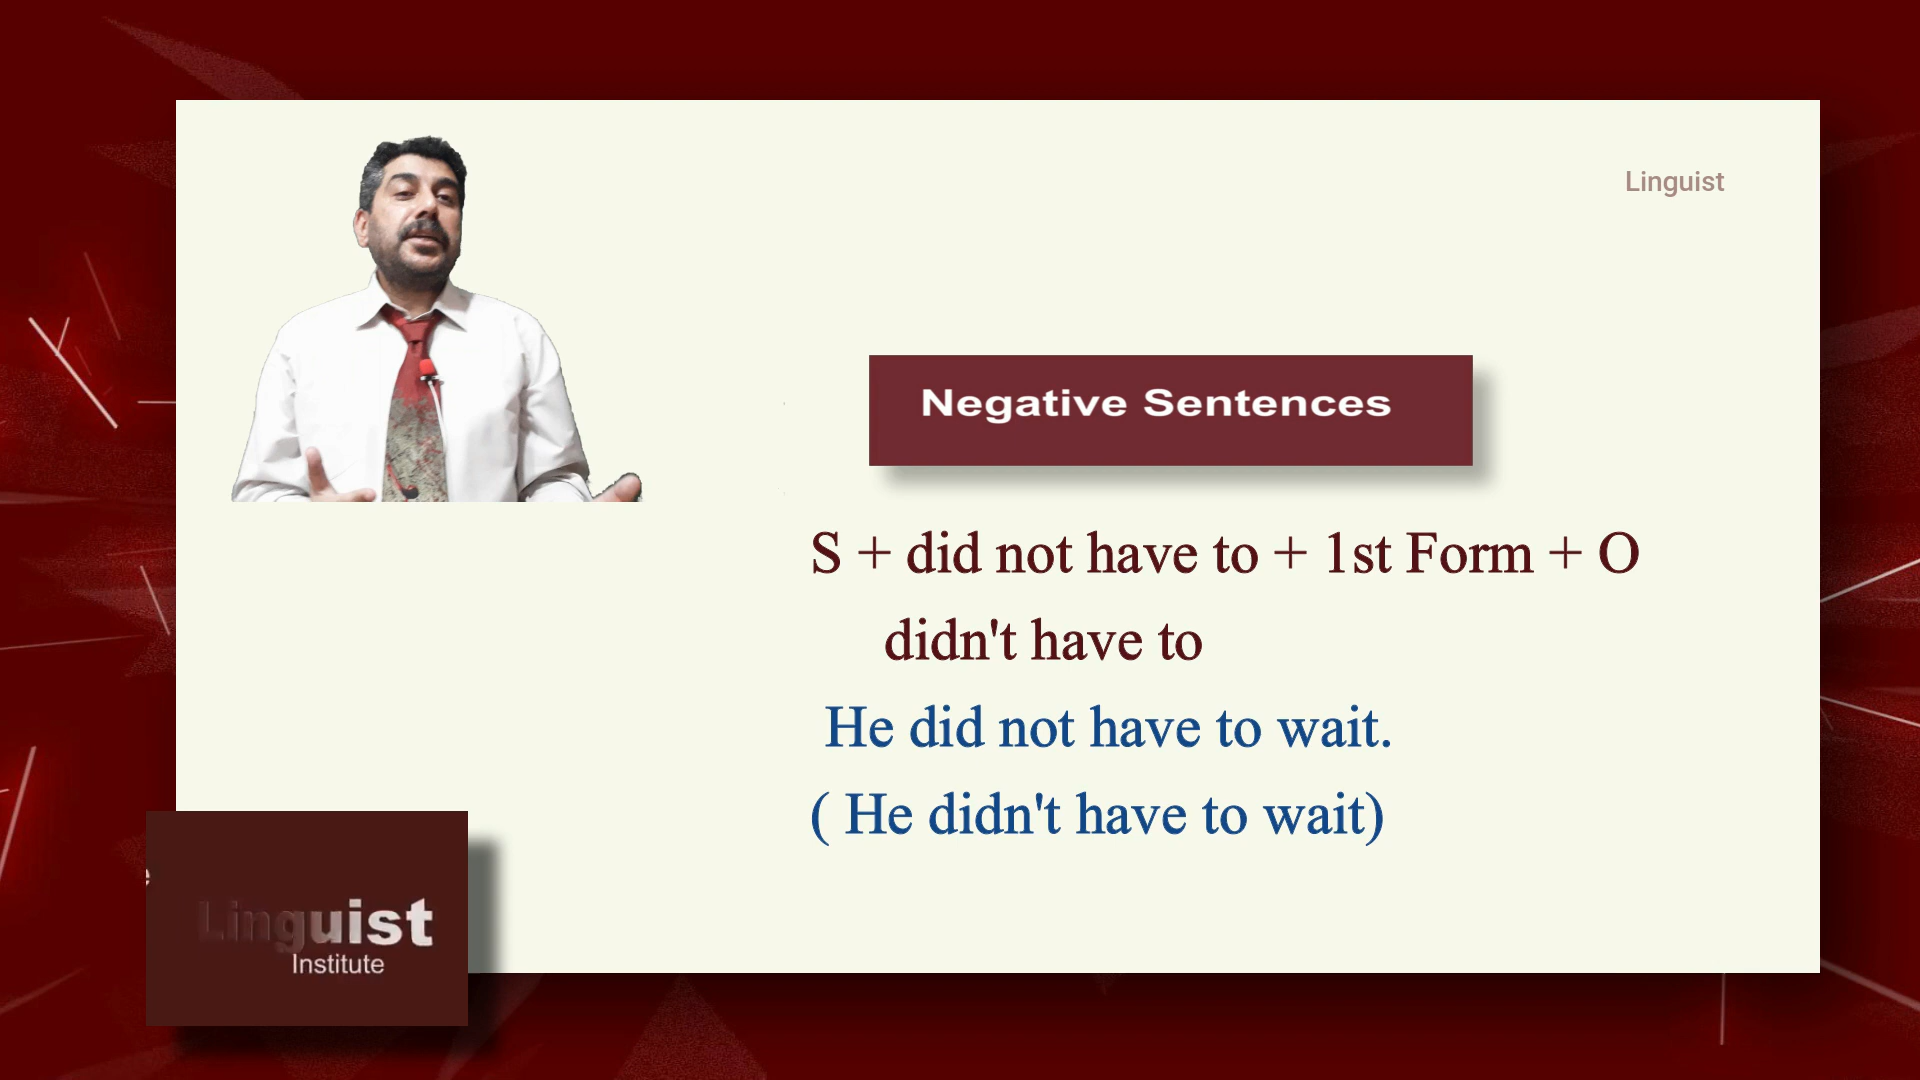 Linguist
Negative Sentences
S + did not have to + 1st Form + O
didn't have to
He did not have to wait.
( He didn't have to wait)
Linguist
Institute